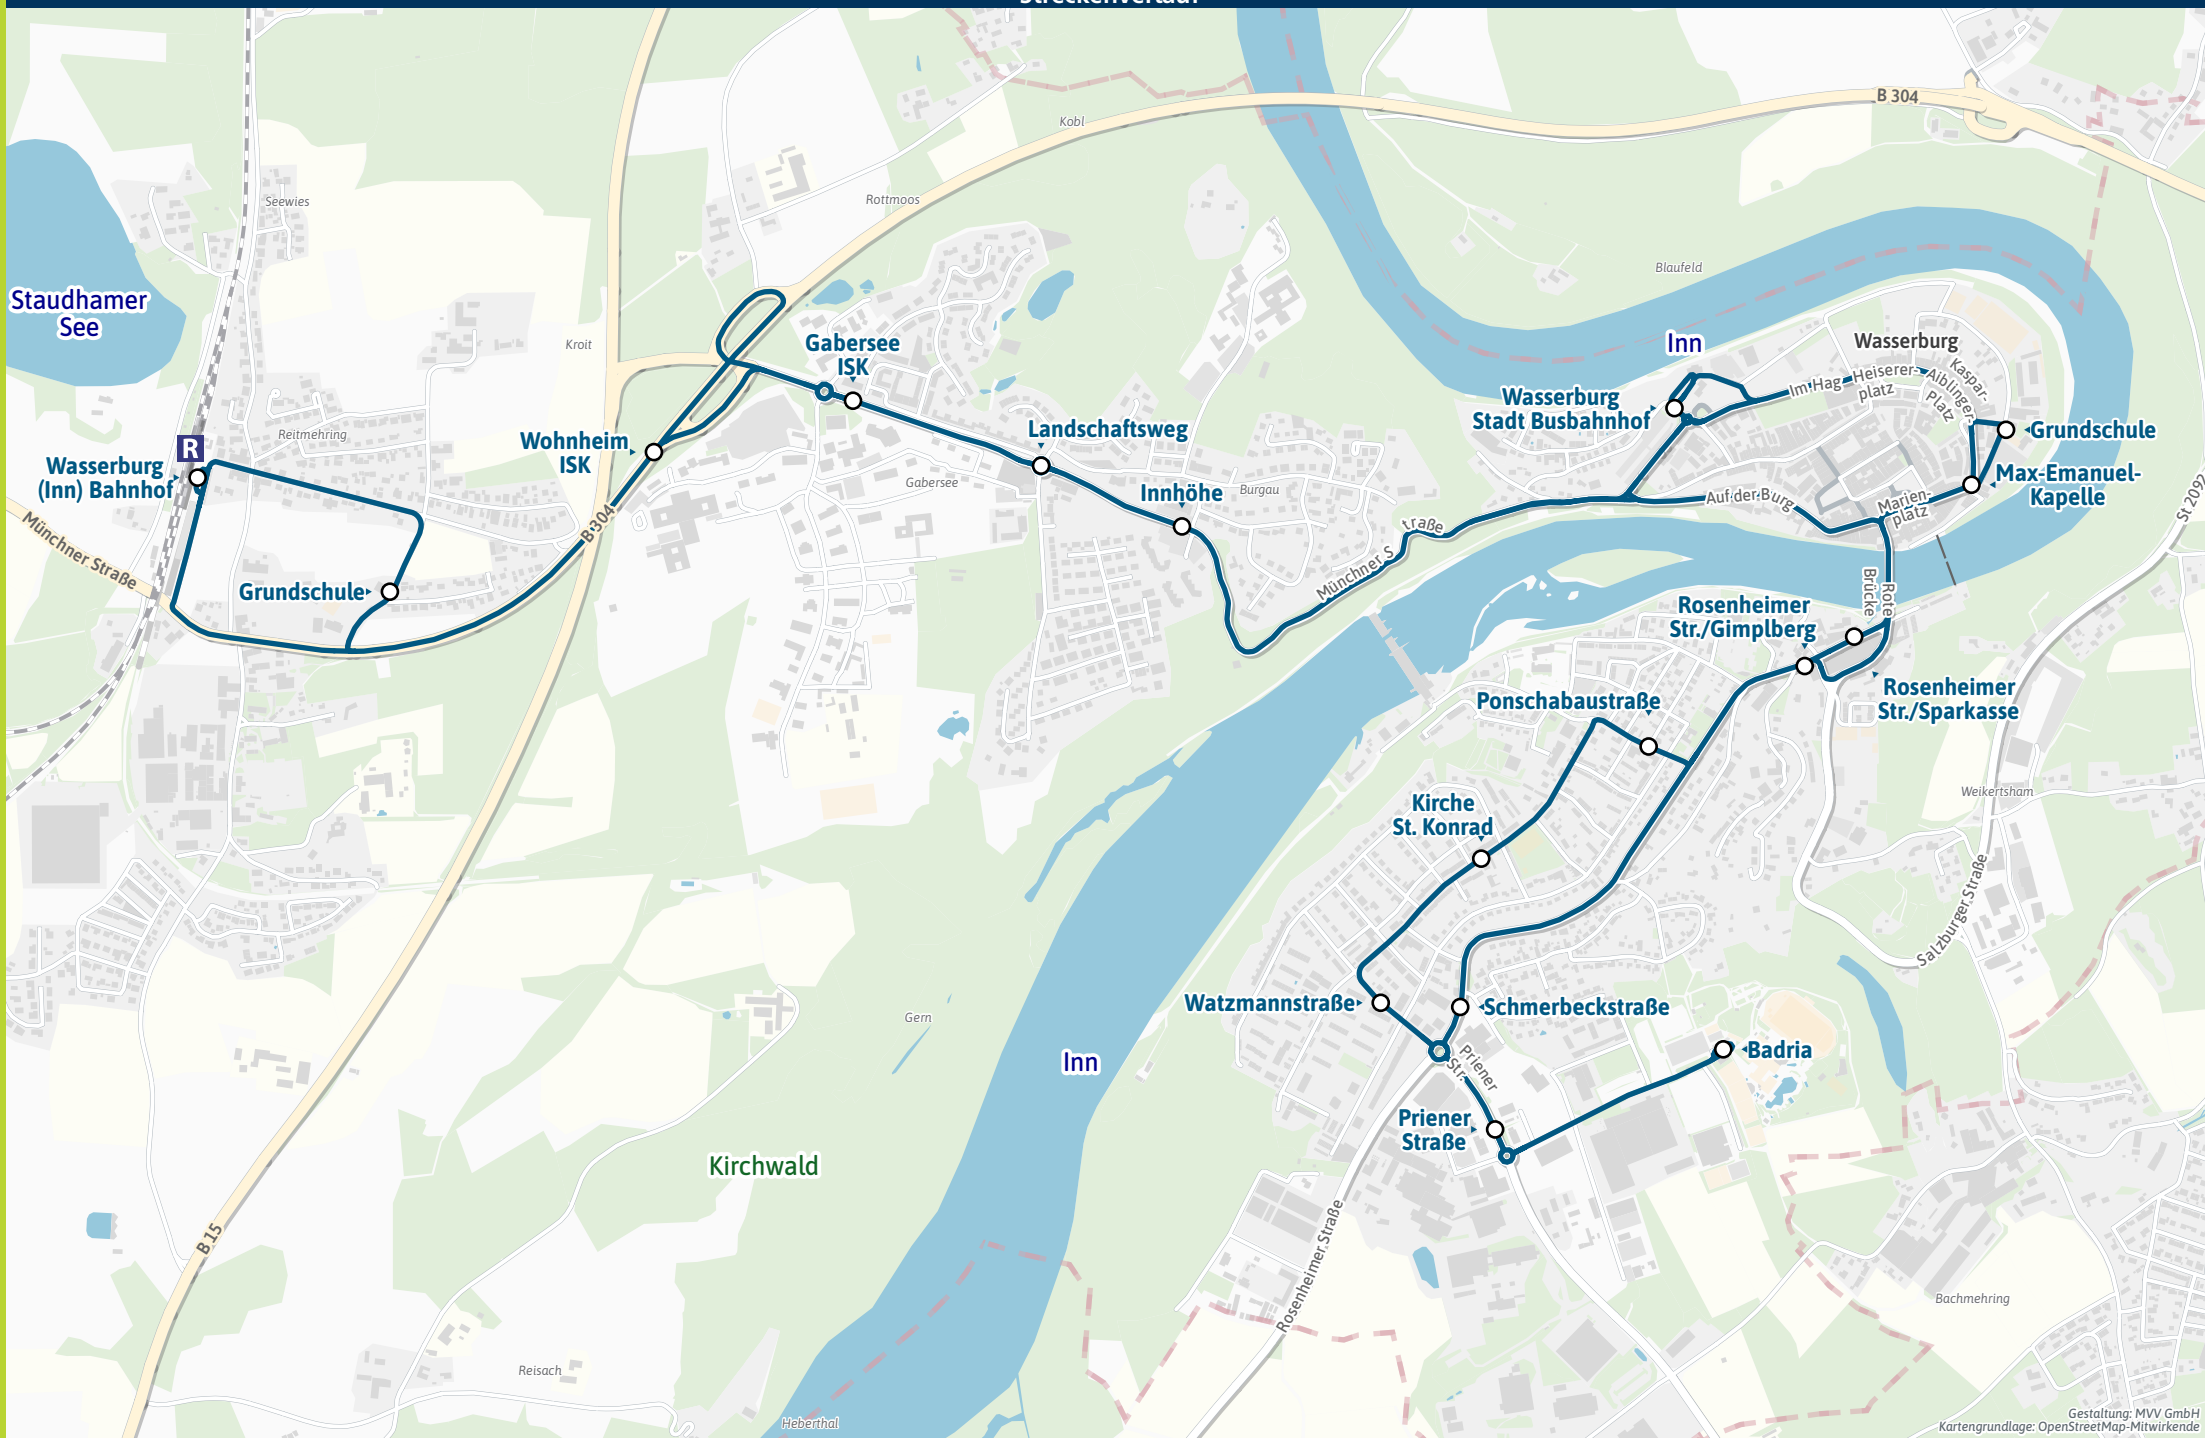 Streckenverlauf
B 304
Kobl
Rottmoos
Seewies
Blaufeld
Staudhamer
See
Kroit
Gabersee
ISK
Inn
Wasserburg
Kaspar-
Aiblinger-
Platz
Heiserer-
platz
Im Hag
Wasserburg
Stadt Busbahnhof
Reitmehring
R
Wasserburg
(Inn) Bahnhof
Wohnheim
ISK
Landschaftsweg
Grundschule
Max-Emanuel-
Kapelle
Gabersee
Innhöhe
Burgau
Auf der Burg
Marien-
platz
St 2092
Münchner Straße
B 304
Münchner S
traße
Grundschule
Rote
Brücke
Rosenheimer
Str./Gimplberg
Rosenheimer
Str./Sparkasse
Ponschabaustraße
Weikertsham
Kirche
St. Konrad
Salzburger Straße
Watzmannstraße
Schmerbeckstraße
Gern
Inn
Badria
Priener
Str.
Priener
Straße
Kirchwald
B 15
Rosenheimer Straße
Bachmehring
Reisach
Heberthal
Gestaltung: MVV GmbH
Kartengrundlage: OpenStreetMap-Mitwirkende